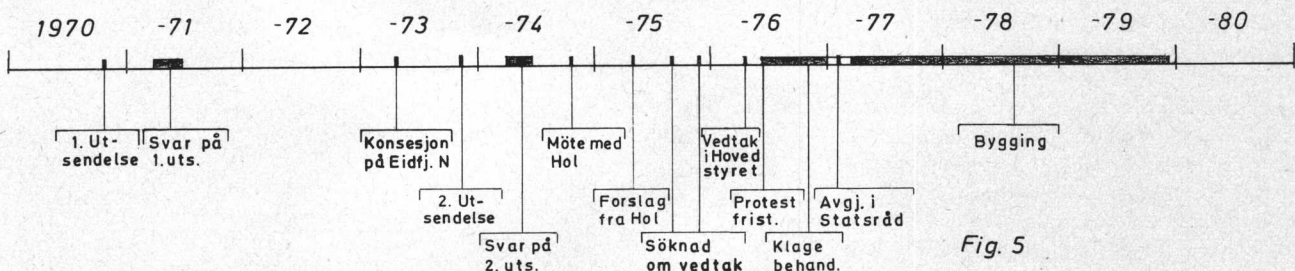 1970 -71 -72 -73 -74 -75 -76 -77 -78 -79 -80
1. Ut-
sendelse
Svar på
1. uts.
Konsesjon
på Eidfj. N
2. Ut-
sendelse
Svar på
2. uts.
Möte med
Hol
Forslag
fra Hol
Söknad
om vedtak
Vedtak
i Hoved
styret
Protest
frist.
Klage
behand.
Avgj. i
Statsråd
Bygging
Fig. 5